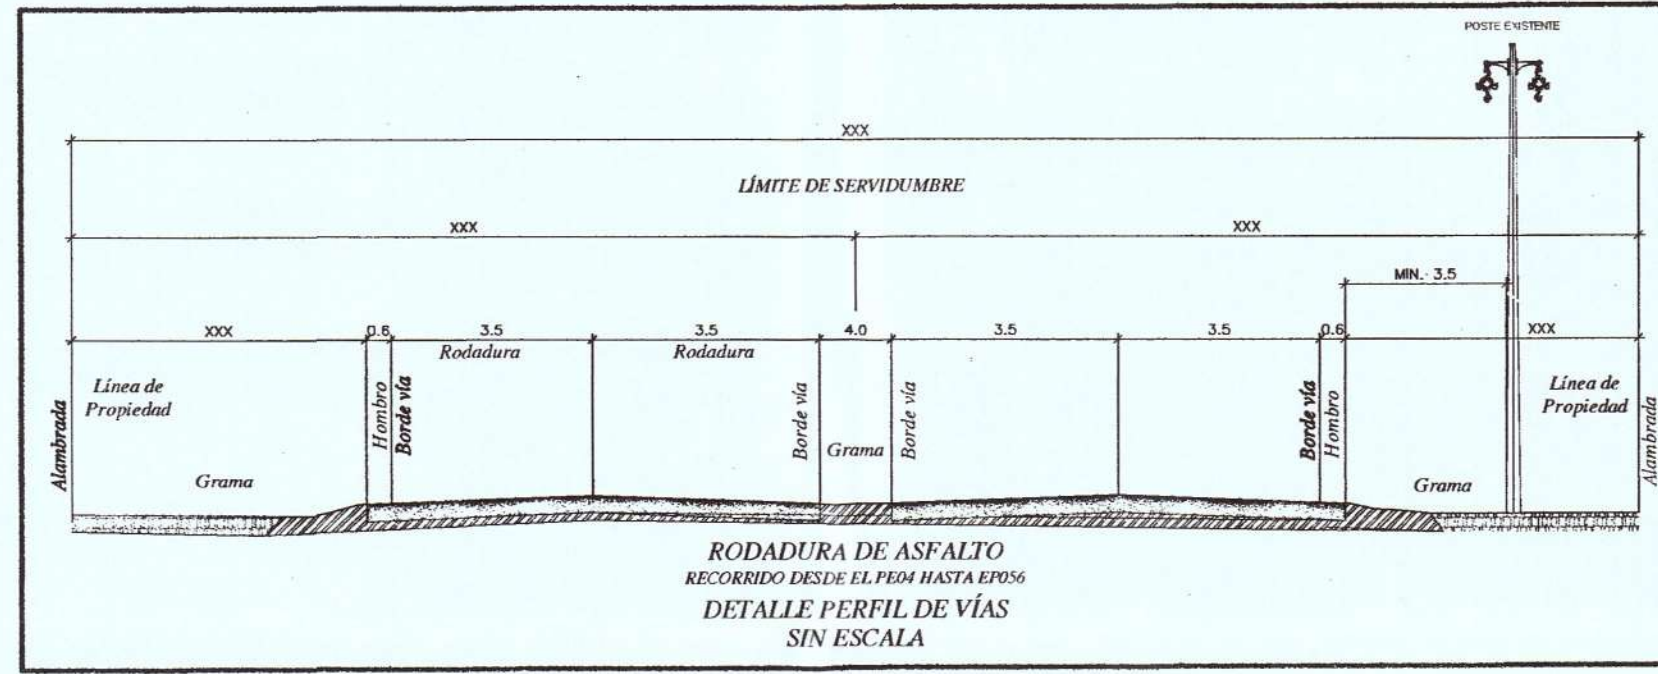 POSTE EXISTENTE
XXX
LÍMITE DE SERVIDUMBRE
XXX
XXX
MIN. 3.5
XXX
0.6
3.5
3.5
4.0
3.5
3.5
0.6
XXX
Rodadura
Rodadura
Línea de
Propiedad
Alambrada
Grama
Hombro
Borde vía
Borde vía
Grama
Borde vía
Borde vía
Hombro
Grama
Línea de
Propiedad
Alambrada
RODADURA DE ASFALTO
RECORRIDO DESDE EL PE04 HASTA EP056
DETALLE PERFIL DE VÍAS
SIN ESCALA